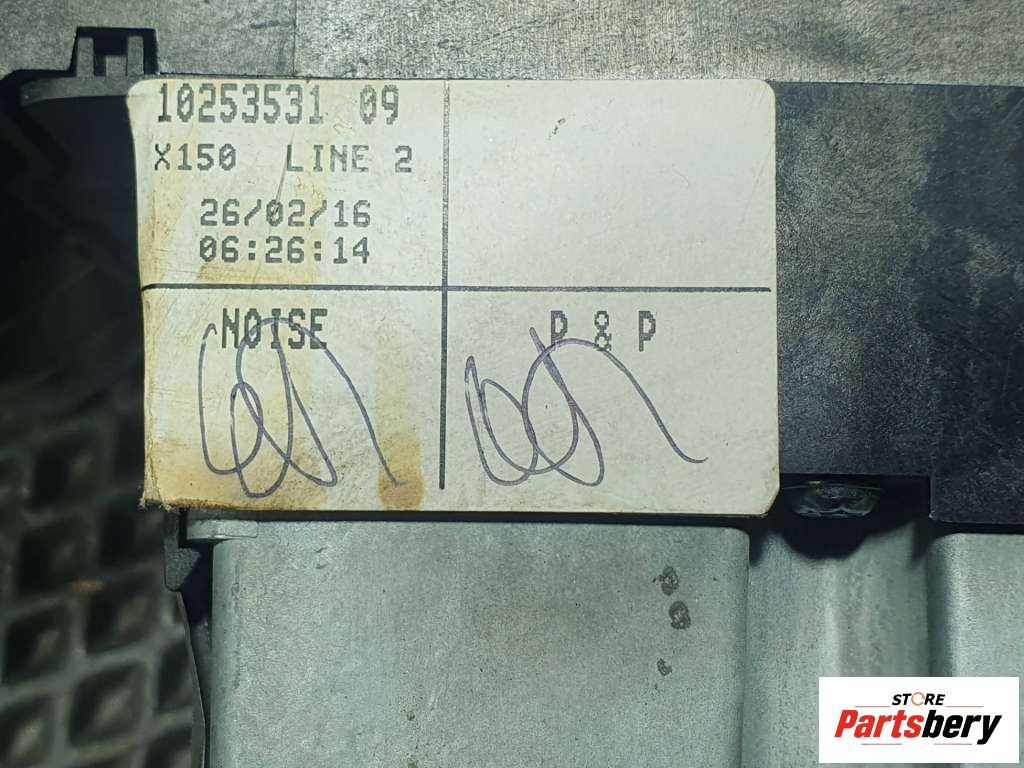 10253531 09
X150 LINE 2
26/02/16
06:26:14
NOISE
P & P
STORE
Partsbery